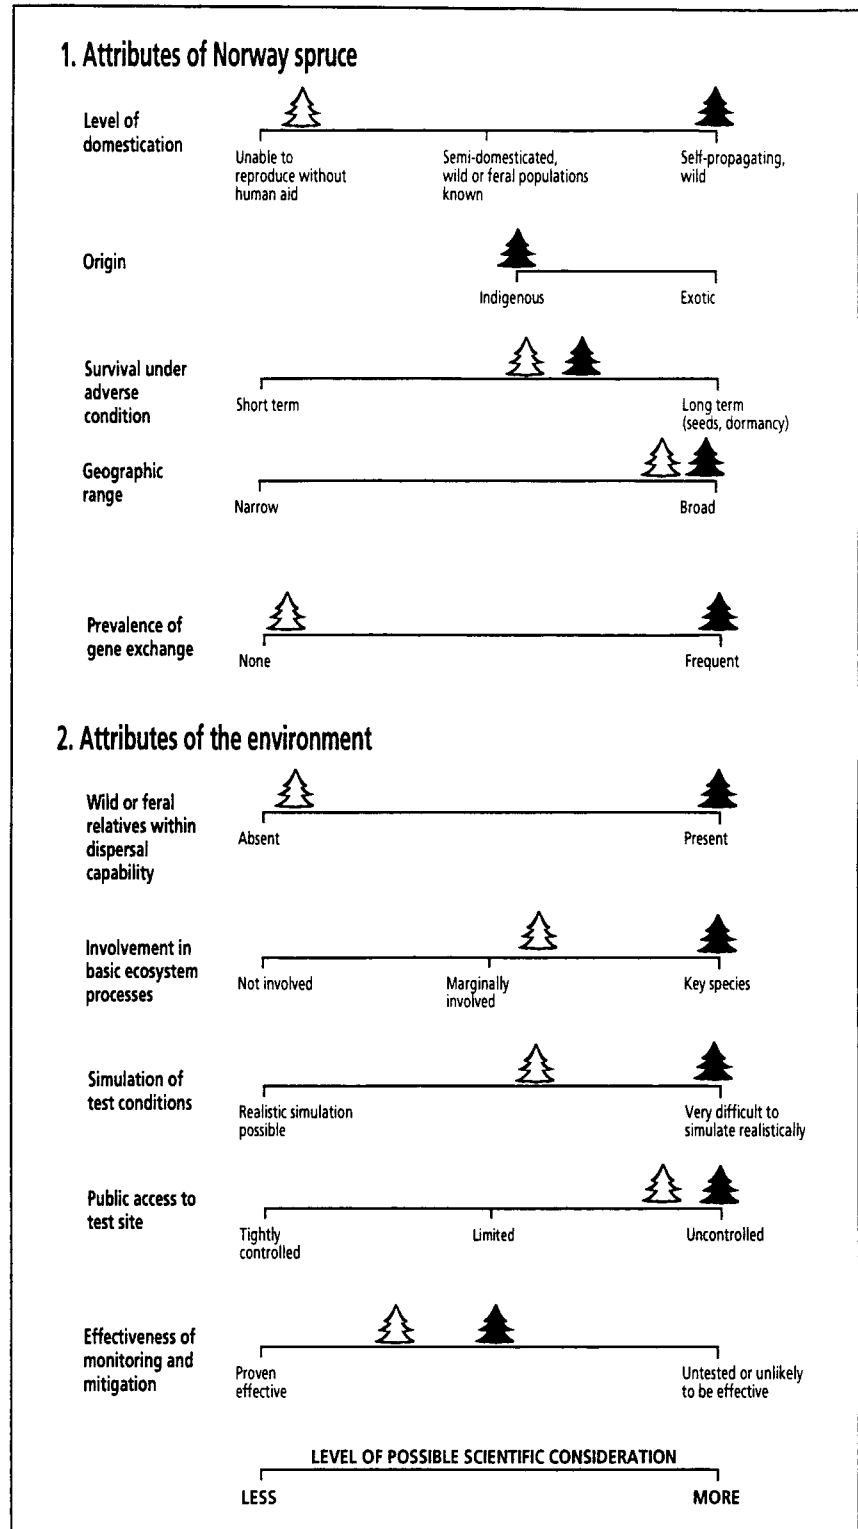 1. Attributes of Norway spruce
Level of
domestication
Unable to
reproduce without
human aid
Semi-domesticated,
wild or feral populations
known
Self-propagating,
wild
Origin
Indigenous
Exotic
Survival under
adverse
condition
Short term
Long term
(seeds, dormancy)
Geographic
range
Narrow
Broad
Prevalence of
gene exchange
None
Frequent
2. Attributes of the environment
Wild or feral
relatives within
dispersal
capability
Absent
Present
Involvement in
basic ecosystem
processes
Not involved
Marginally
involved
Key species
Simulation of
test conditions
Realistic simulation
possible
Very difficult to
simulate realistically
Public access to
test site
Tightly
controlled
Limited
Uncontrolled
Effectiveness of
monitoring and
mitigation
Proven
effective
Untested or unlikely
to be effective
LEVEL OF POSSIBLE SCIENTIFIC CONSIDERATION
LESS
MORE